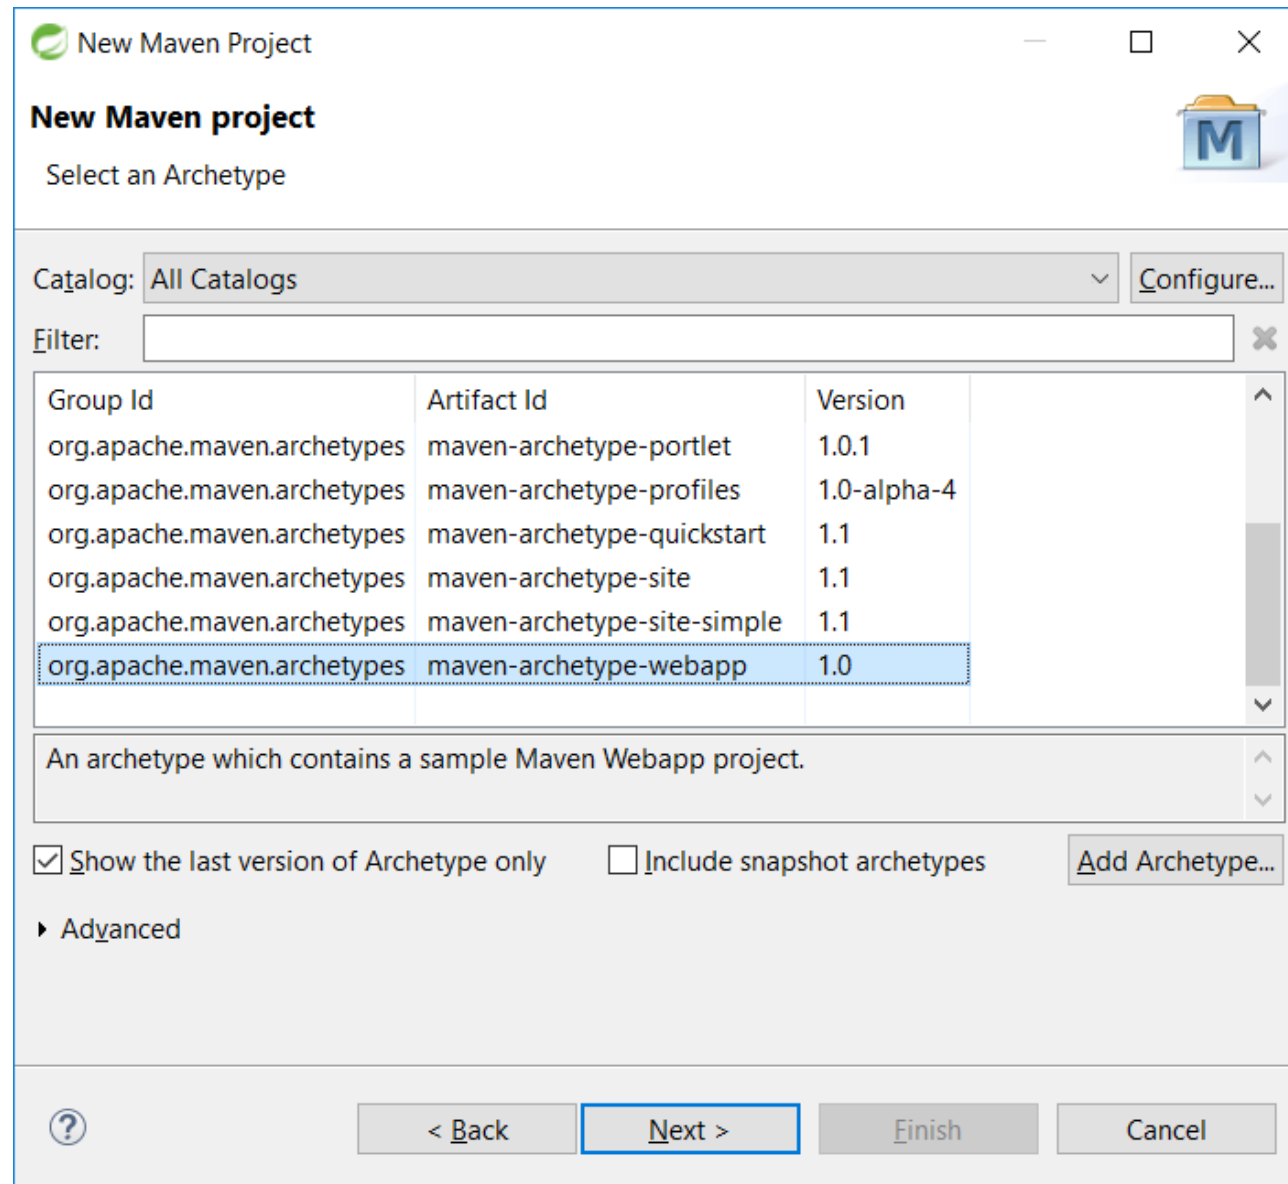 New Maven Project
New Maven project
M
Select an Archetype
Catalog: All Catalogs Configure...
Filter:
Group Id Artifact Id Version
org.apache.maven.archetypes maven-archetype-portlet 1.0.1
org.apache.maven.archetypes maven-archetype-profiles 1.0-alpha-4
org.apache.maven.archetypes maven-archetype-quickstart 1.1
org.apache.maven.archetypes maven-archetype-site 1.1
org.apache.maven.archetypes maven-archetype-site-simple 1.1
org.apache.maven.archetypes maven-archetype-webapp 1.0
An archetype which contains a sample Maven Webapp project.
Show the last version of Archetype only Include snapshot archetypes Add Archetype...
Advanced
? < Back Next > Finish Cancel